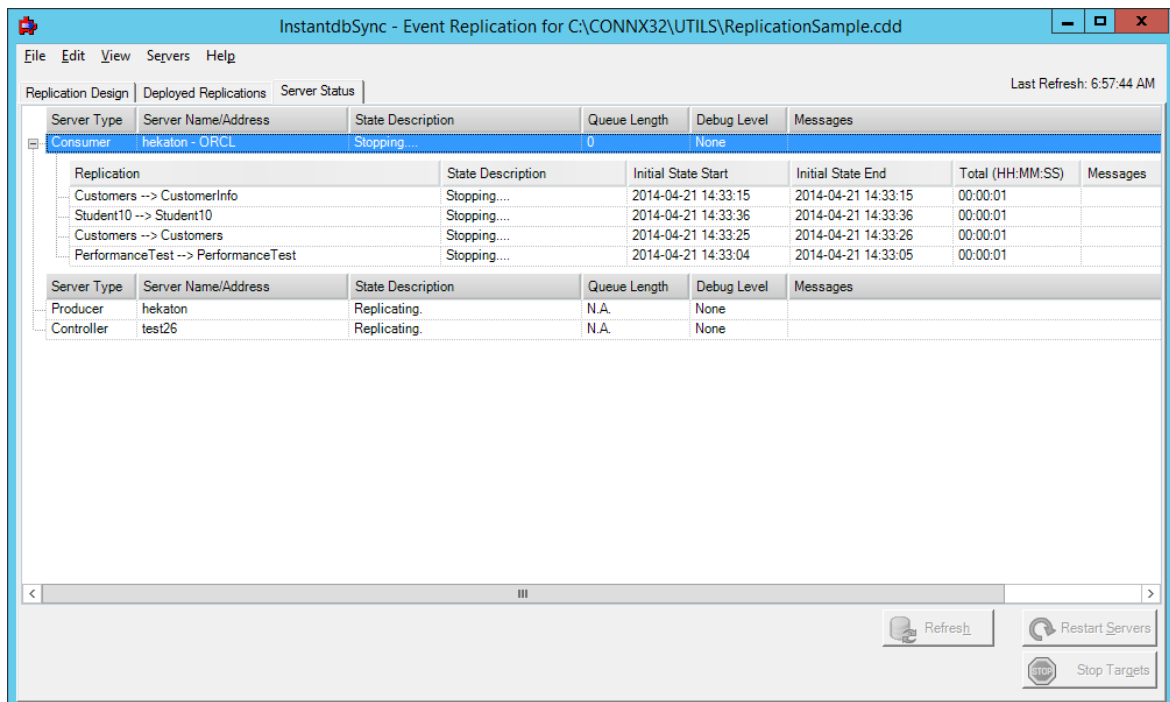 InstantdbSync - Event Replication for C:\CONNX32\UTILS\ReplicationSample.cdd
File Edit View Servers Help
Replication Design Deployed Replications Server Status Last Refresh: 6:57:44 AM
Server Type Server Name/Address State Description Queue Length Debug Level Messages
Consumer hekaton - ORCL Stopping.... 0 None
Replication State Description Initial State Start Initial State End Total (HH:MM:SS) Messages
Customers --> CustomerInfo Stopping.... 2014-04-21 14:33:15 2014-04-21 14:33:15 00:00:01
Student10 --> Student10 Stopping.... 2014-04-21 14:33:36 2014-04-21 14:33:36 00:00:01
Customers --> Customers Stopping.... 2014-04-21 14:33:25 2014-04-21 14:33:26 00:00:01
PerformanceTest --> PerformanceTest Stopping.... 2014-04-21 14:33:04 2014-04-21 14:33:05 00:00:01
Server Type Server Name/Address State Description Queue Length Debug Level Messages
Producer hekaton Replicating. N.A. None
Controller test26 Replicating. N.A. None
Refresh Restart Servers
STOP Stop Targets